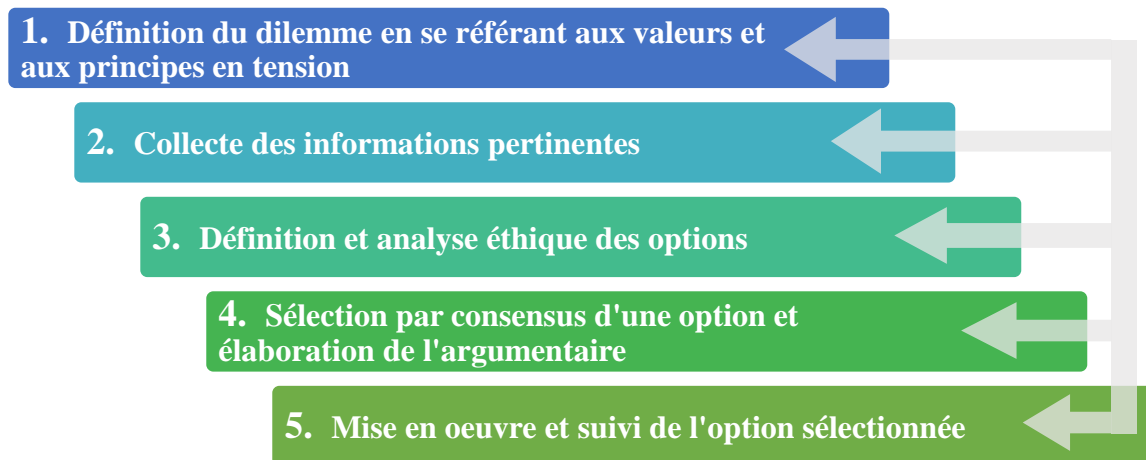 1. Définition du dilemme en se référant aux valeurs et
aux principes en tension
2. Collecte des informations pertinentes
3. Définition et analyse éthique des options
4. Sélection par consensus d'une option et
élaboration de l'argumentaire
5. Mise en oeuvre et suivi de l'option sélectionnée